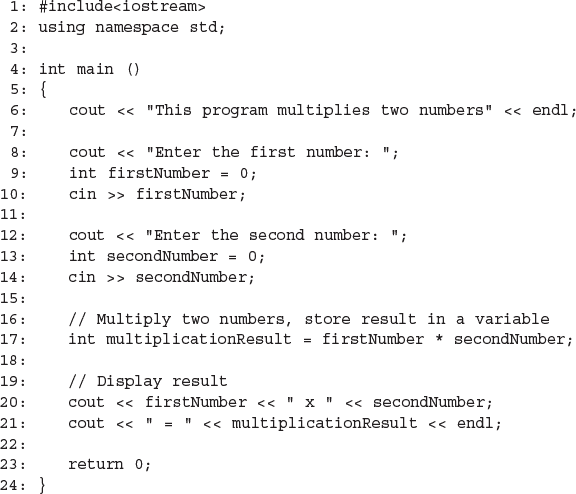 1: #include<iostream>
2: using namespace std;
3:
4: int main ()
5: {
6:    cout << "This program multiplies two numbers" << endl;
7:
8:    cout << "Enter the first number: ";
9:    int firstNumber = 0;
10:    cin >> firstNumber;
11:
12:    cout << "Enter the second number: ";
13:    int secondNumber = 0;
14:    cin >> secondNumber;
15:
16:    // Multiply two numbers, store result in a variable
17:    int multiplicationResult = firstNumber * secondNumber;
18:
19:    // Display result
20:    cout << firstNumber << " x " << secondNumber;
21:    cout << " = " << multiplicationResult << endl;
22:
23:    return 0;
24: }